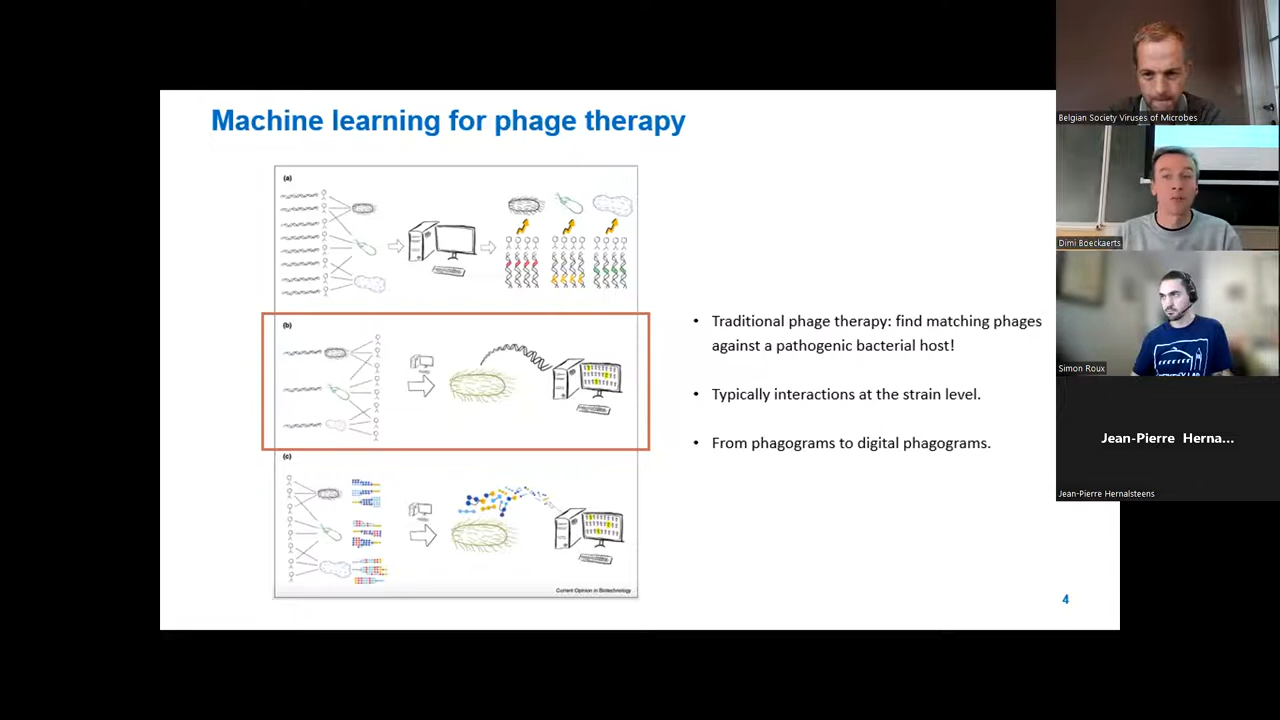 Machine learning for phage therapy
(a)
(b)
(c)
Current Opinion in Biotechnology
• Traditional phage therapy: find matching phages
against a pathogenic bacterial host!
• Typically interactions at the strain level.
• From phagograms to digital phagograms.
4
Belgian Society Viruses of Microbes
Dimi Boeckaerts
Simon Roux
Jean-Pierre Herna...
Jean-Pierre Hernalsteens